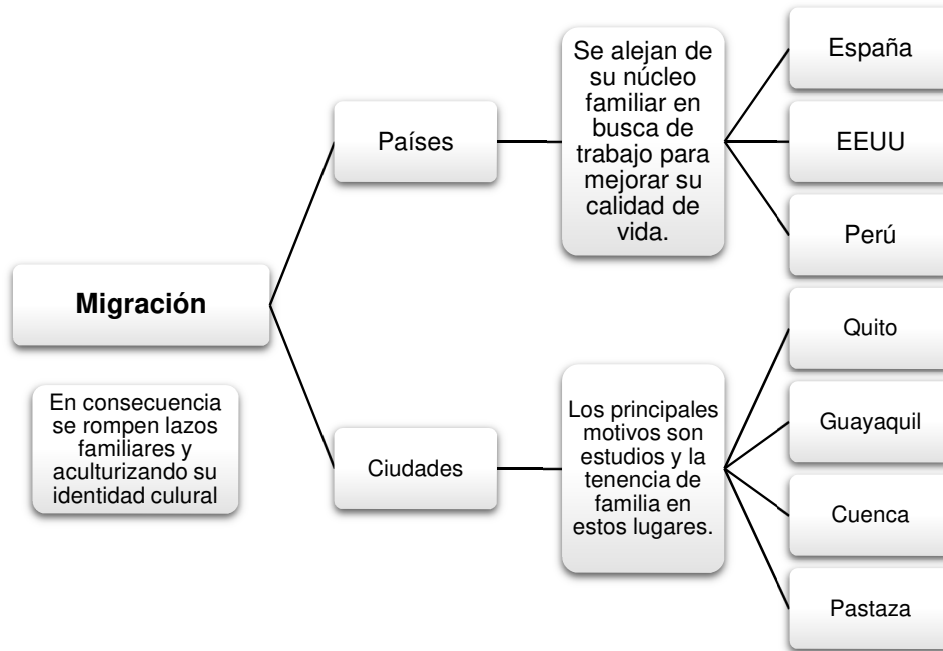 Migración
En consecuencia
se rompen lazos
familiares y
aculturizando su
identidad culural
Países
Se alejan de
su núcleo
familiar en
busca de
trabajo para
mejorar su
calidad de
vida.
España
EEUU
Perú
Ciudades
Los principales
motivos son
estudios y la
tenencia de
familia en
estos lugares.
Quito
Guayaquil
Cuenca
Pastaza